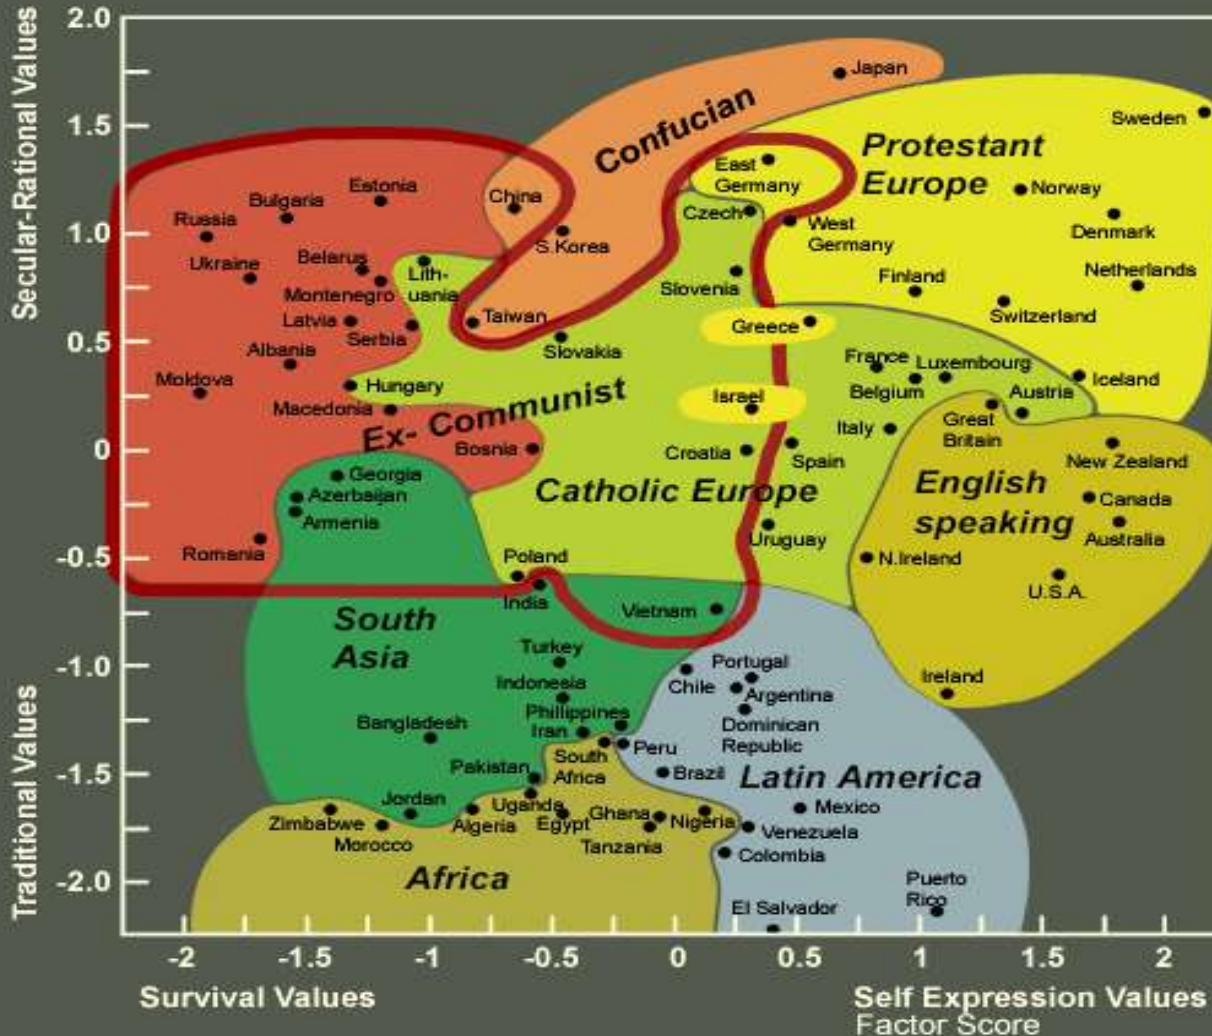 2.0
1.5
1.0
0.5
0
-0.5
-1.0
-1.5
-2.0
Secular-Rational Values
Traditional Values
Japan
Confucian
Sweden
Protestant
Europe
East
Germany
Norway
Estonia
Bulgaria
China
Czech
West
Germany
Denmark
Russia
S.Korea
Ukraine
Belarus
Lith-
uania
Montenegro
Slovenia
Finland
Netherlands
Switzerland
Latvia
Serbia
Taiwan
Slovakia
Greece
Albania
France
Luxembourg
Belgium
Austria
Iceland
Moldova
Hungary
Macedonia
Ex- Communist
Israel
Italy
Great
Britain
Bosnia
Croatia
Spain
New Zealand
Georgia
Azerbaijan
Armenia
Catholic Europe
English
speaking
Canada
Australia
Romania
Uruguay
N.Ireland
U.S.A.
Poland
India
Vietnam
South
Asia
Turkey
Indonesia
Phillippines
Iran
Chile
Portugal
Argentina
Dominican
Republic
Ireland
Bangladesh
South
Africa
Peru
Brazil
Latin America
Pakistan
Jordan
Uganda
Ghana
Nigeria
Mexico
Zimbabwe
Morocco
Algeria
Egypt
Tanzania
Venezuela
Colombia
Africa
El Salvador
Puerto
Rico
-2
-1.5
-1
-0.5
0
0.5
1
1.5
2
Survival Values
Self Expression Values
Factor Score